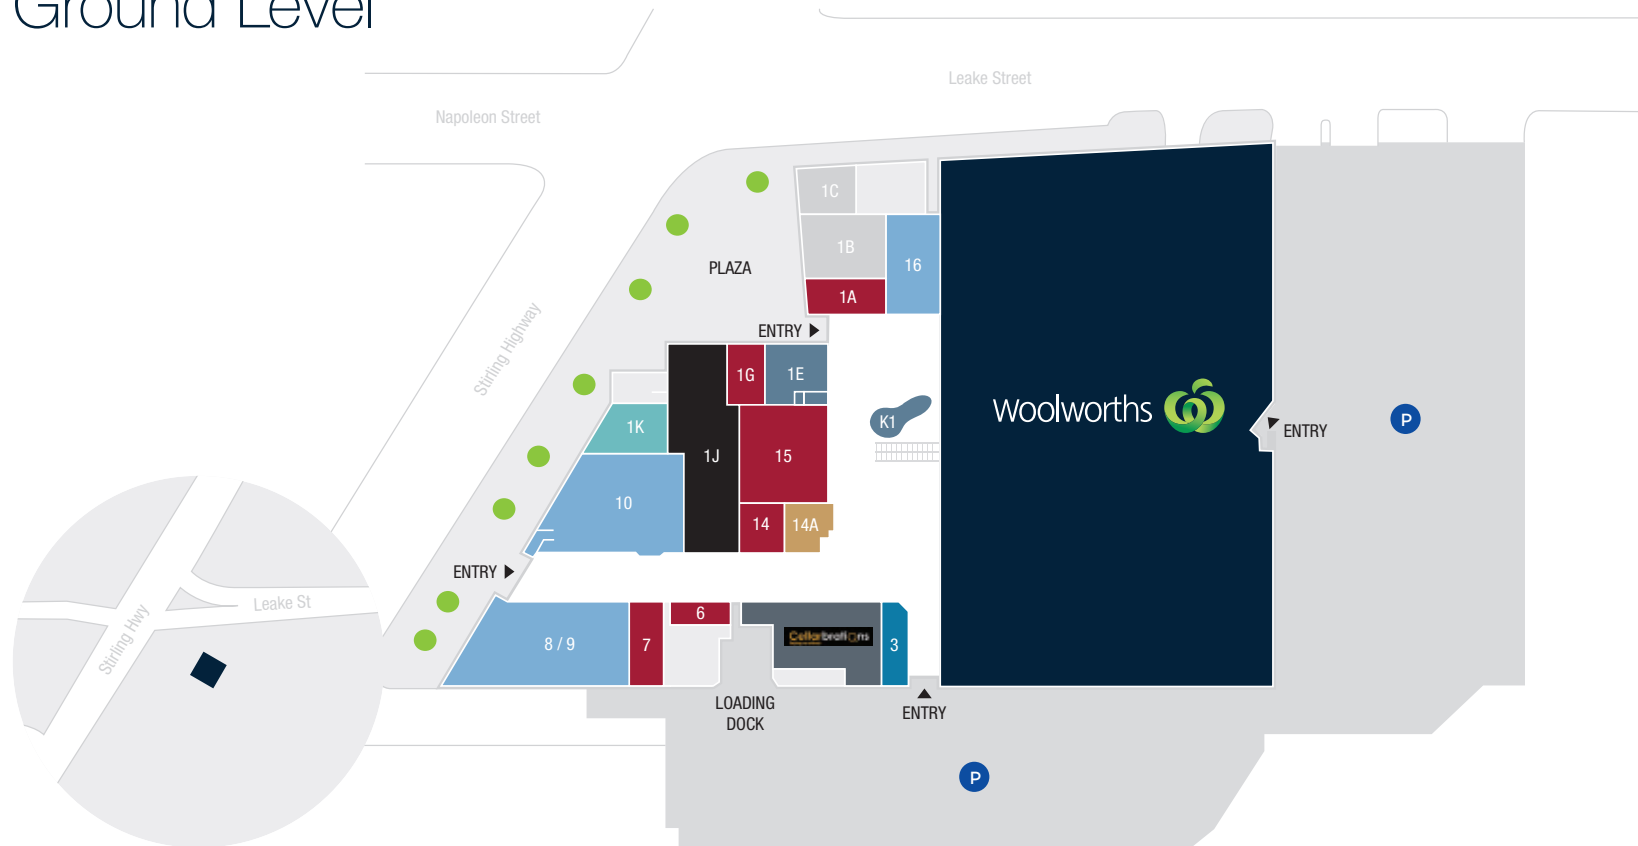 Ground Level
Leake Street
Napoleon Street
1C
1B
16
PLAZA
1A
ENTRY
Stirling Highway
1G
1E
K1
Woolworths
P
ENTRY
1K
1J
15
10
14
14A
ENTRY
Leake St
Stirling Hwy
8 / 9
7
6
Cellarbrations
3
LOADING
DOCK
ENTRY
P